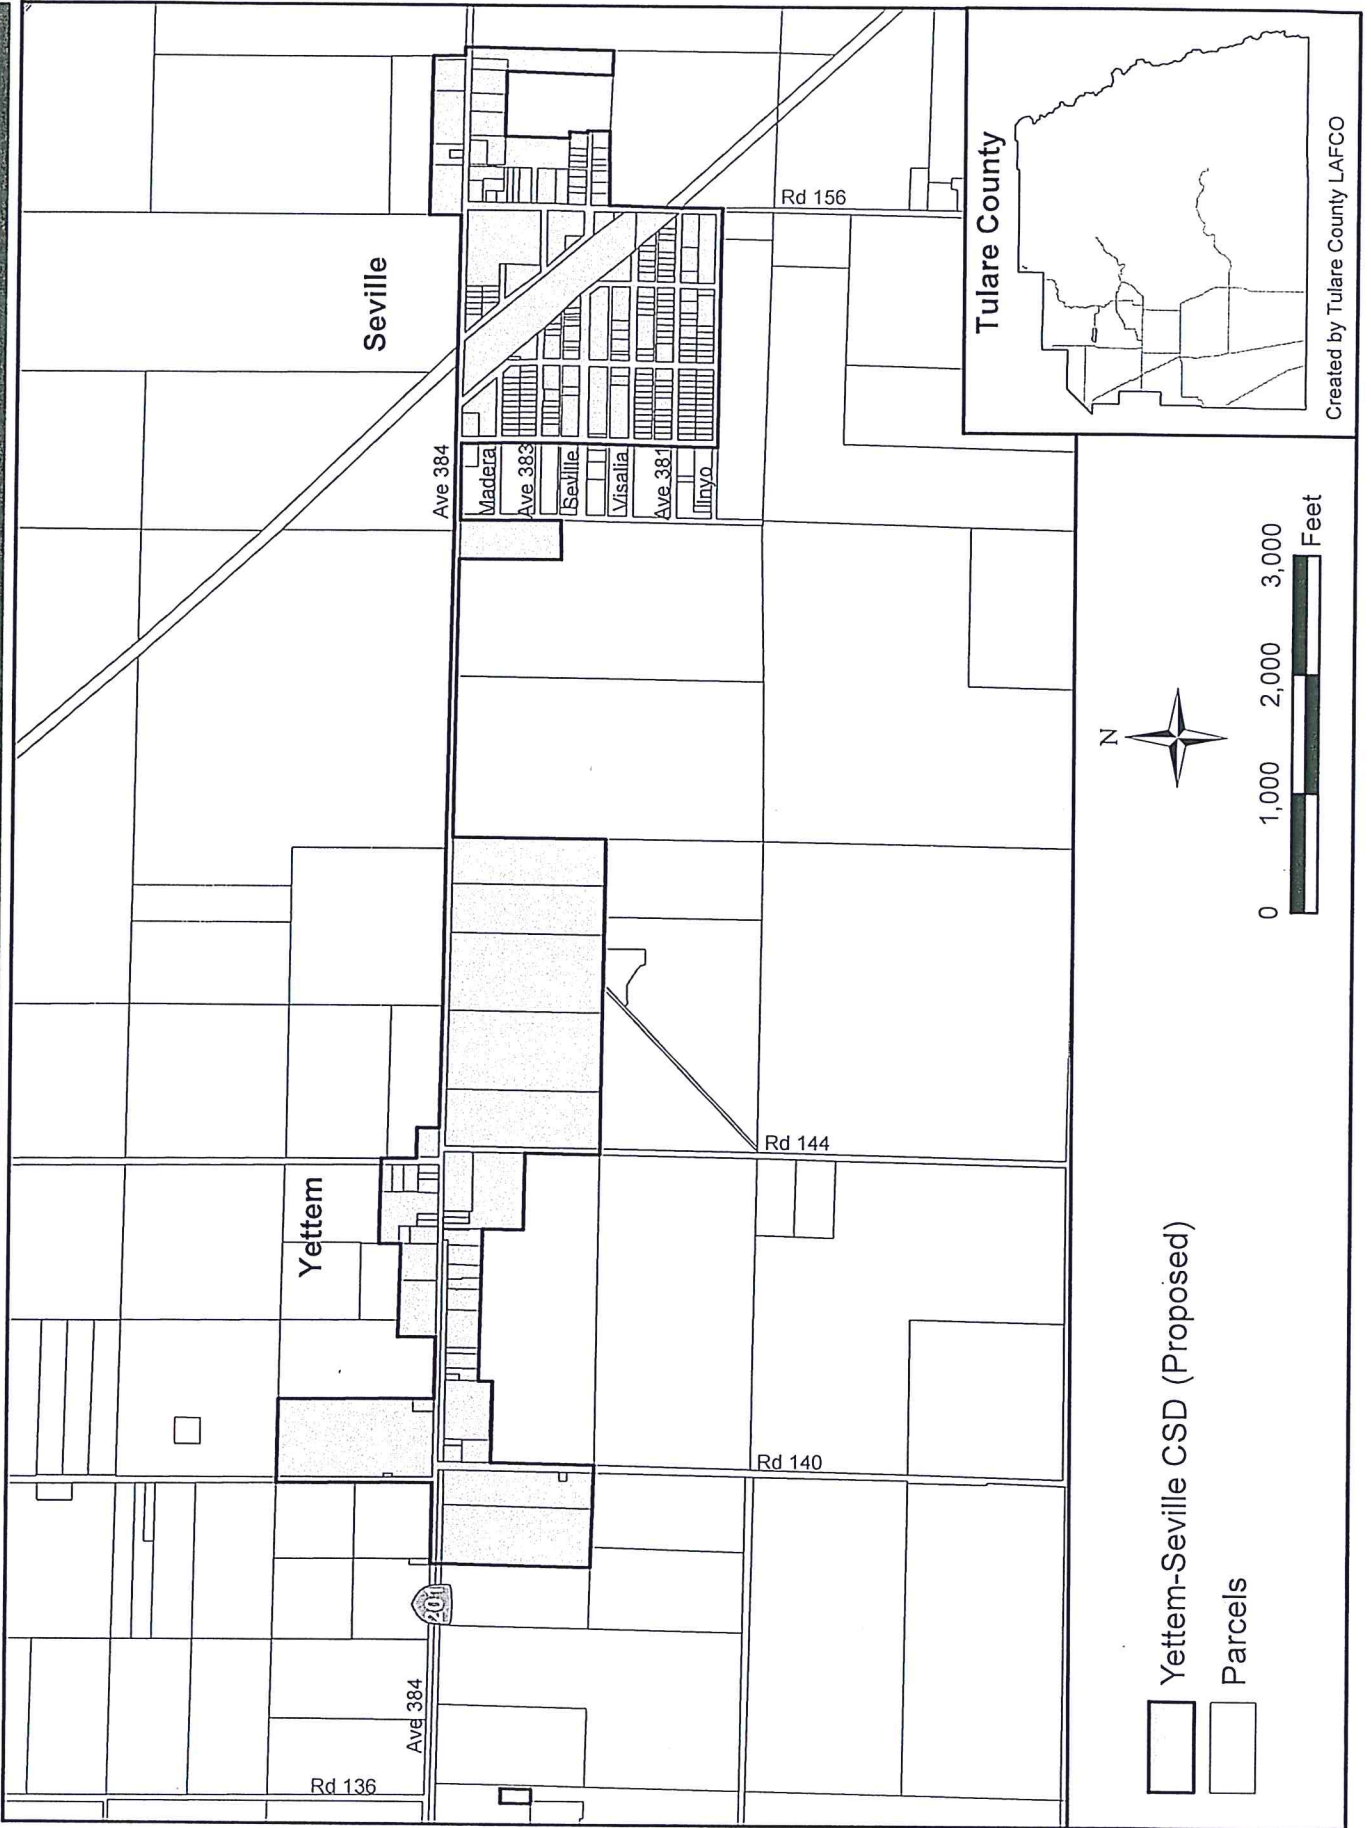 Seville
Yettem
Ave 384
Madera
Ave 383
Seville
Visalia
Ave 381
Inyo
Rd 156
Rd 144
Rd 140
201
Ave 384
Rd 136
Yettem-Seville CSD (Proposed)
Parcels
N
0 1,000 2,000 3,000
Feet
Tulare County
Created by Tulare County LAFCO